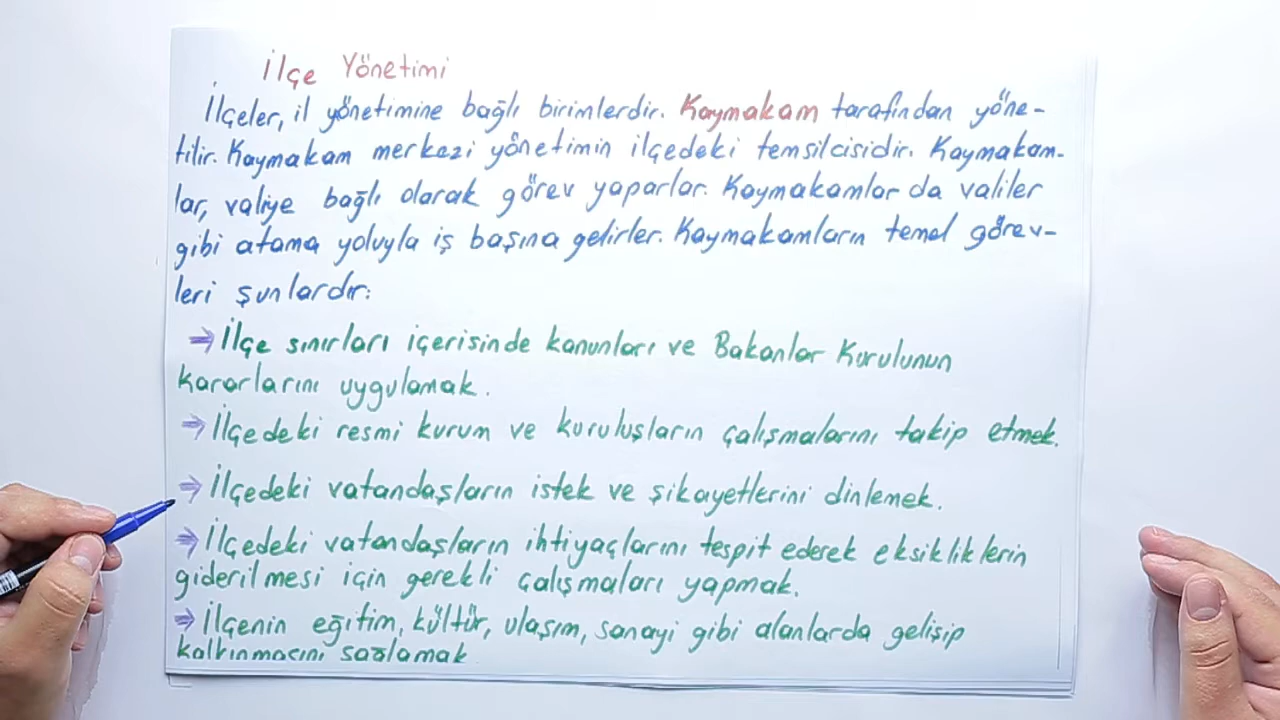 İlçe Yönetimi
İlçeler, il yönetimine bağlı birimlerdir. Kaymakam tarafından yöne-
tilir. Kaymakam merkezi yönetimin ilçedeki temsilcisidir. Kaymakam-
lar, valiye bağlı olarak görev yaparlar. Kaymakamlar da valiler
gibi atama yoluyla iş başına gelirler. Kaymakamların temel görev-
leri şunlardır:
⇒ İlçe sınırları içerisinde kanunları ve Bakanlar Kurulunun
kararlarını uygulamak.
⇒ İlçedeki resmi kurum ve kuruluşların çalışmalarını takip etmek.
⇒ İlçedeki vatandaşların istek ve şikayetlerini dinlemek.
⇒ İlçedeki vatandaşların ihtiyaçlarını tespit ederek eksikliklerin
giderilmesi için gerekli çalışmaları yapmak.
⇒ İlçenin eğitim, kültür, ulaşım, sanayi gibi alanlarda gelişip
kalkınmasını sağlamak